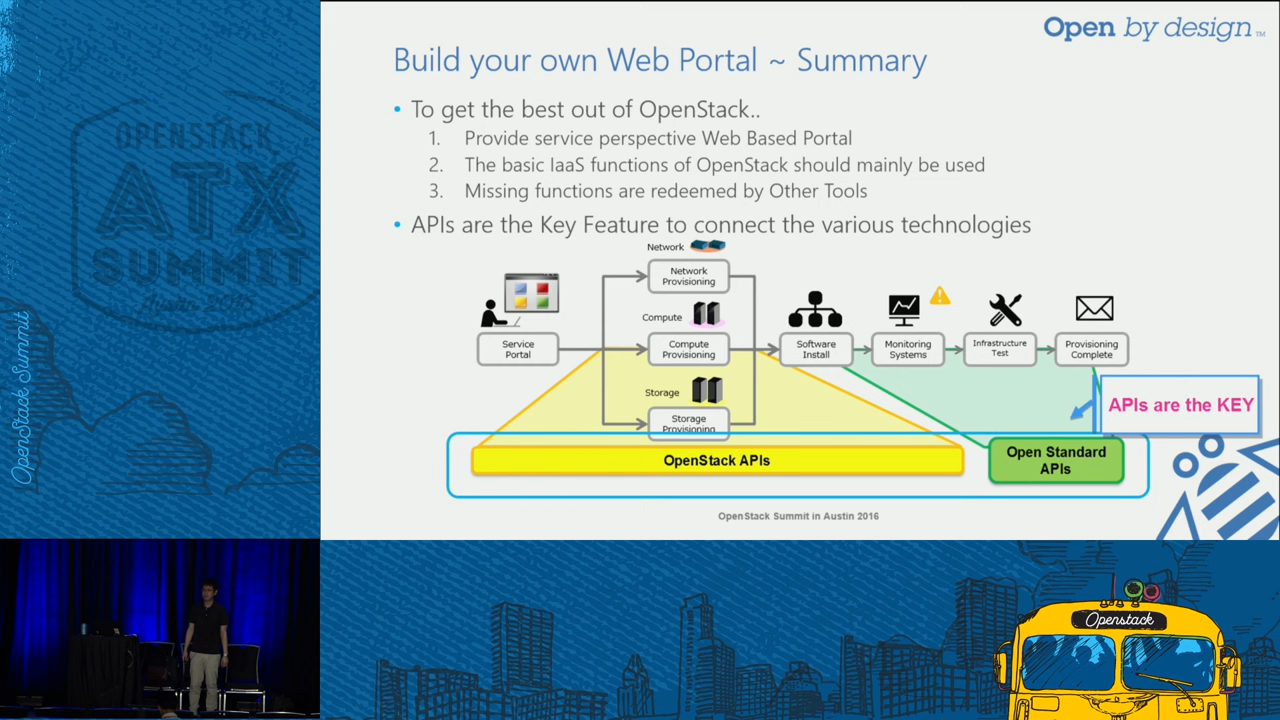 Open by design™
Build your own Web Portal ~ Summary
• To get the best out of OpenStack..
1. Provide service perspective Web Based Portal
2. The basic IaaS functions of OpenStack should mainly be used
3. Missing functions are redeemed by Other Tools
• APIs are the Key Feature to connect the various technologies
Network
Network
Provisioning
Compute
Service
Portal
Compute
Provisioning
Software
Install
Monitoring
Systems
Infrastructure
Test
Provisioning
Complete
Storage
Storage
Provisioning
APIs are the KEY
OpenStack APIs
Open Standard
APIs
OpenStack Summit in Austin 2016
OPENSTACK
ATX
SUMMIT
OpenStack Summit
Openstack